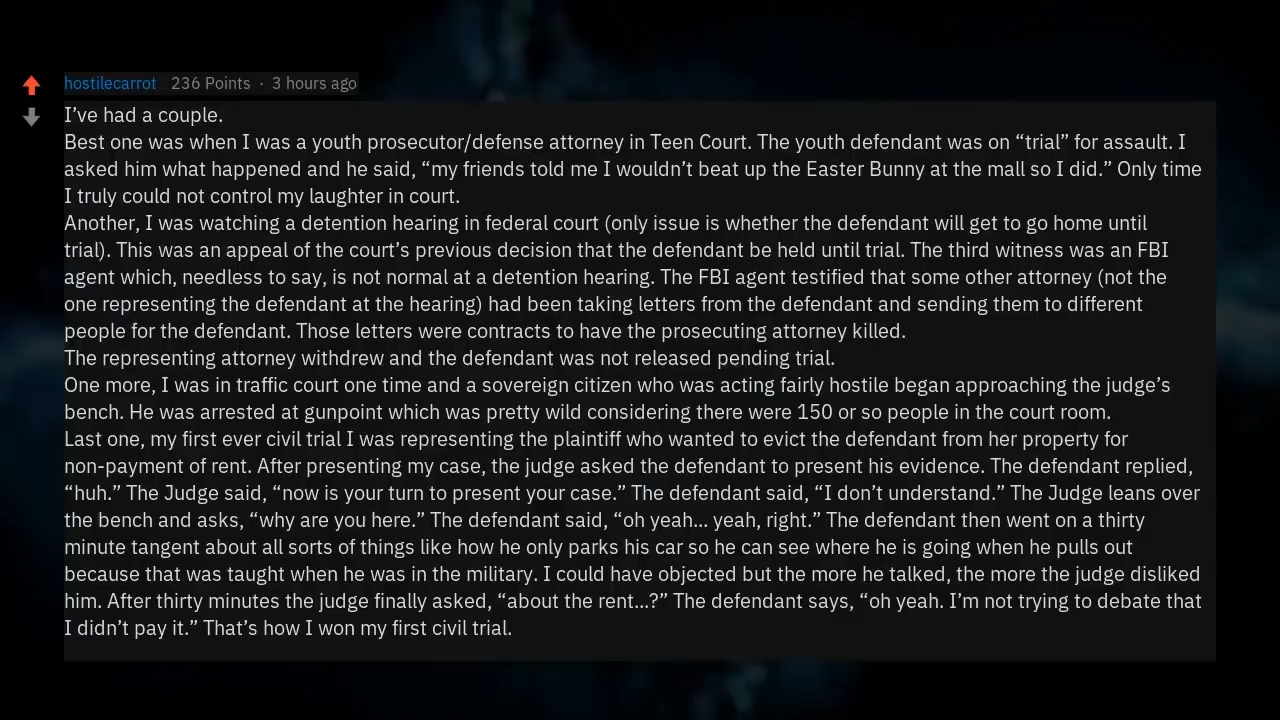 hostilecarrot 236 Points · 3 hours ago
I’ve had a couple.
Best one was when I was a youth prosecutor/defense attorney in Teen Court. The youth defendant was on “trial” for assault. I
asked him what happened and he said, “my friends told me I wouldn’t beat up the Easter Bunny at the mall so I did.” Only time
I truly could not control my laughter in court.
Another, I was watching a detention hearing in federal court (only issue is whether the defendant will get to go home until
trial). This was an appeal of the court’s previous decision that the defendant be held until trial. The third witness was an FBI
agent which, needless to say, is not normal at a detention hearing. The FBI agent testified that some other attorney (not the
one representing the defendant at the hearing) had been taking letters from the defendant and sending them to different
people for the defendant. Those letters were contracts to have the prosecuting attorney killed.
The representing attorney withdrew and the defendant was not released pending trial.
One more, I was in traffic court one time and a sovereign citizen who was acting fairly hostile began approaching the judge’s
bench. He was arrested at gunpoint which was pretty wild considering there were 150 or so people in the court room.
Last one, my first ever civil trial I was representing the plaintiff who wanted to evict the defendant from her property for
non-payment of rent. After presenting my case, the judge asked the defendant to present his evidence. The defendant replied,
“huh.” The Judge said, “now is your turn to present your case.” The defendant said, “I don’t understand.” The Judge leans over
the bench and asks, “why are you here.” The defendant said, “oh yeah... yeah, right.” The defendant then went on a thirty
minute tangent about all sorts of things like how he only parks his car so he can see where he is going when he pulls out
because that was taught when he was in the military. I could have objected but the more he talked, the more the judge disliked
him. After thirty minutes the judge finally asked, “about the rent...?” The defendant says, “oh yeah. I’m not trying to debate that
I didn’t pay it.” That’s how I won my first civil trial.